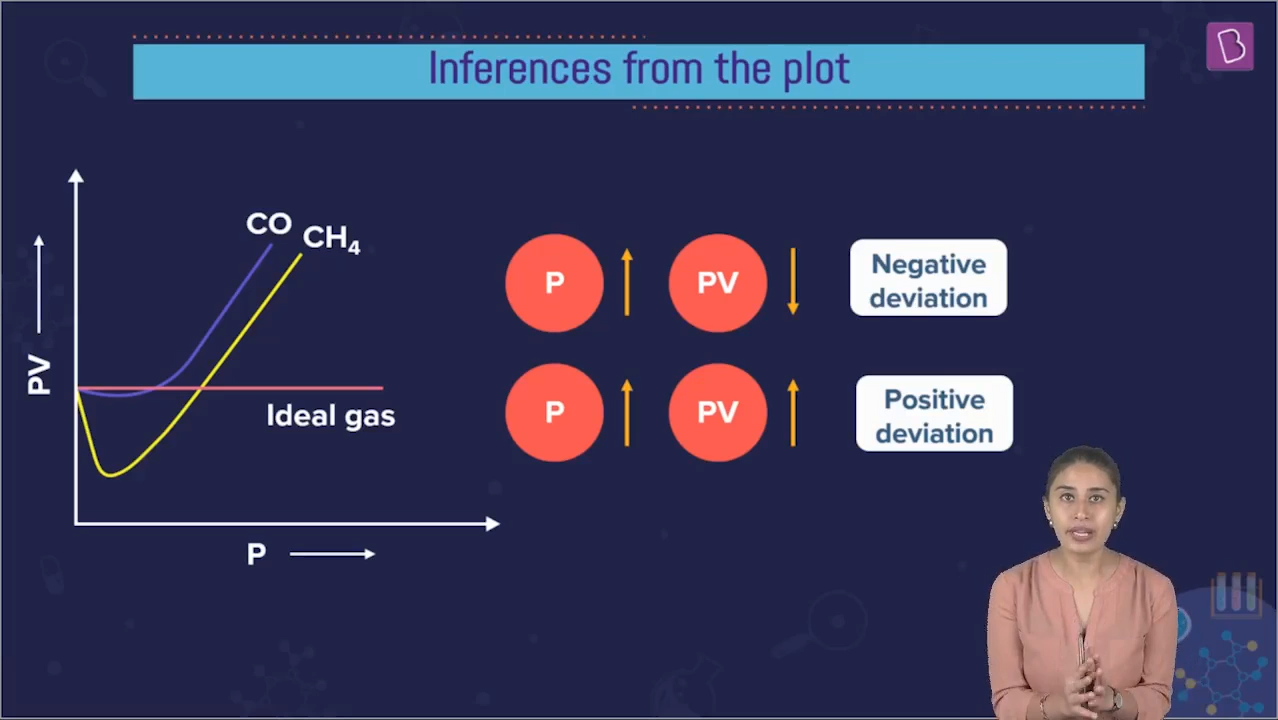 Inferences from the plot
CO
CH₄
PV
Ideal gas
P
P
PV
Negative
deviation
P
PV
Positive
deviation
B